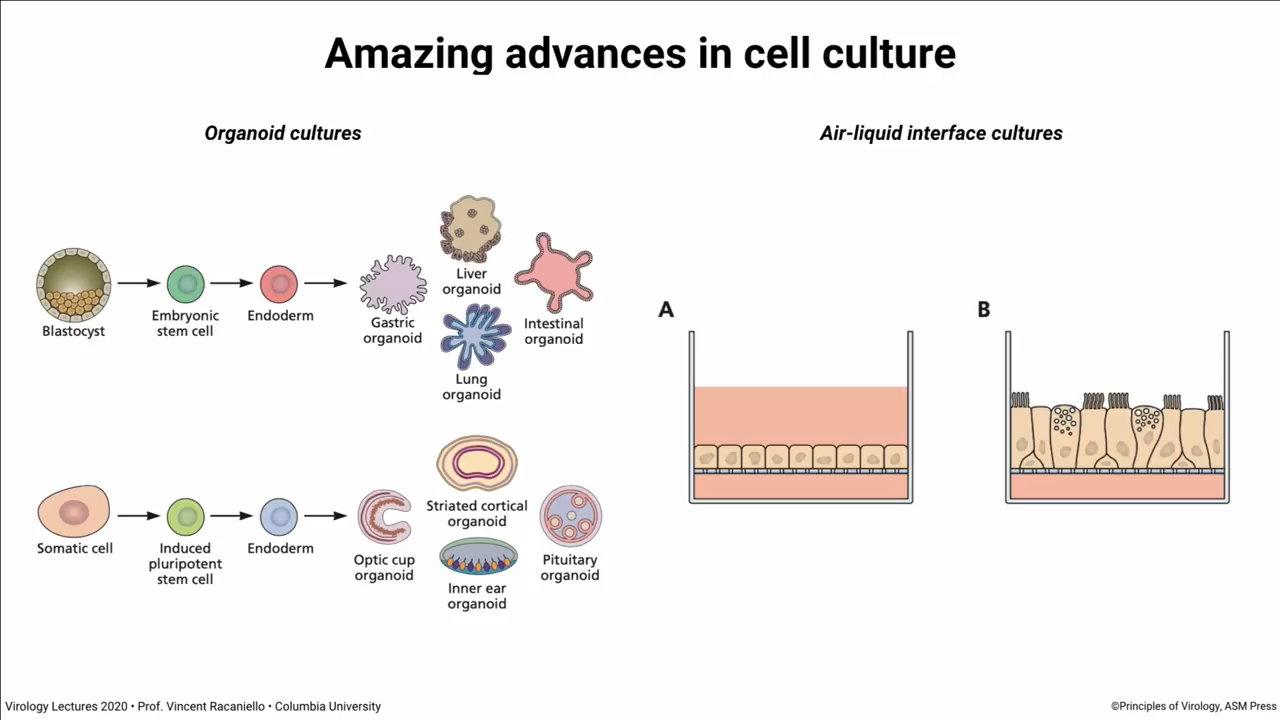 Amazing advances in cell culture
Organoid cultures
Air-liquid interface cultures
Blastocyst
Embryonic
stem cell
Endoderm
Gastric
organoid
Liver
organoid
Intestinal
organoid
Lung
organoid
Somatic cell
Induced
pluripotent
stem cell
Endoderm
Optic cup
organoid
Striated cortical
organoid
Inner ear
organoid
Pituitary
organoid
A
B
Virology Lectures 2020 • Prof. Vincent Racaniello • Columbia University
©Principles of Virology, ASM Press